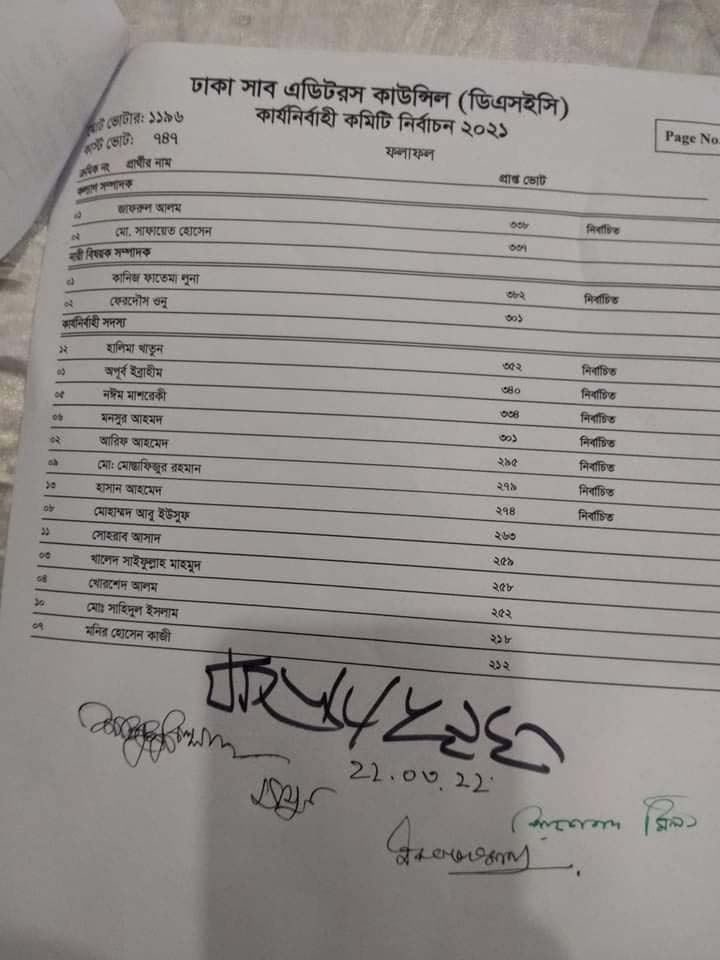 ঢাকা সাব এডিটরস কাউন্সিল (ডিএসইসি)
কার্যনির্বাহী কমিটি নির্বাচন ২০২১
ভোটার: ১১৯৬
কাস্ট ভোট: ৭৪৭
ফলাফল
Page No.
ক্রমিক নং প্রার্থীর নাম প্রাপ্ত ভোট
কল্যাণ সম্পাদক
০১ জাফরুল আলম ৩৩৮ নির্বাচিত
০২ মো. সাফায়েত হোসেন ৩৩৭
নারী বিষয়ক সম্পাদক
০১ কানিজ ফাতেমা লুনা ৩৮২ নির্বাচিত
০২ ফেরদৌস ওনু ৩০১
কার্যনির্বাহী সদস্য
১২ হালিমা খাতুন ৩৫২ নির্বাচিত
০১ অপূর্ব ইব্রাহীম ৩৪০ নির্বাচিত
০৫ নঈম মাশরেকী ৩৩৪ নির্বাচিত
০৬ মনসুর আহমদ ৩০১ নির্বাচিত
০২ আরিফ আহমেদ ২৯৫ নির্বাচিত
০৯ মো: মোস্তাফিজুর রহমান ২৭৯ নির্বাচিত
১৩ হাসান আহমেদ ২৭৪ নির্বাচিত
০৮ মোহাম্মদ আবু ইউসুফ ২৬৩
১১ সোহরাব আসাদ ২৫৯
০৩ খালেদ সাইফুল্লাহ মাহমুদ ২৫৮
০৪ খোরশেদ আলম ২৫২
১০ মোঃ সাহিদুল ইসলাম ২১৮
০৭ মনির হোসেন কাজী ২১২
22.03.22